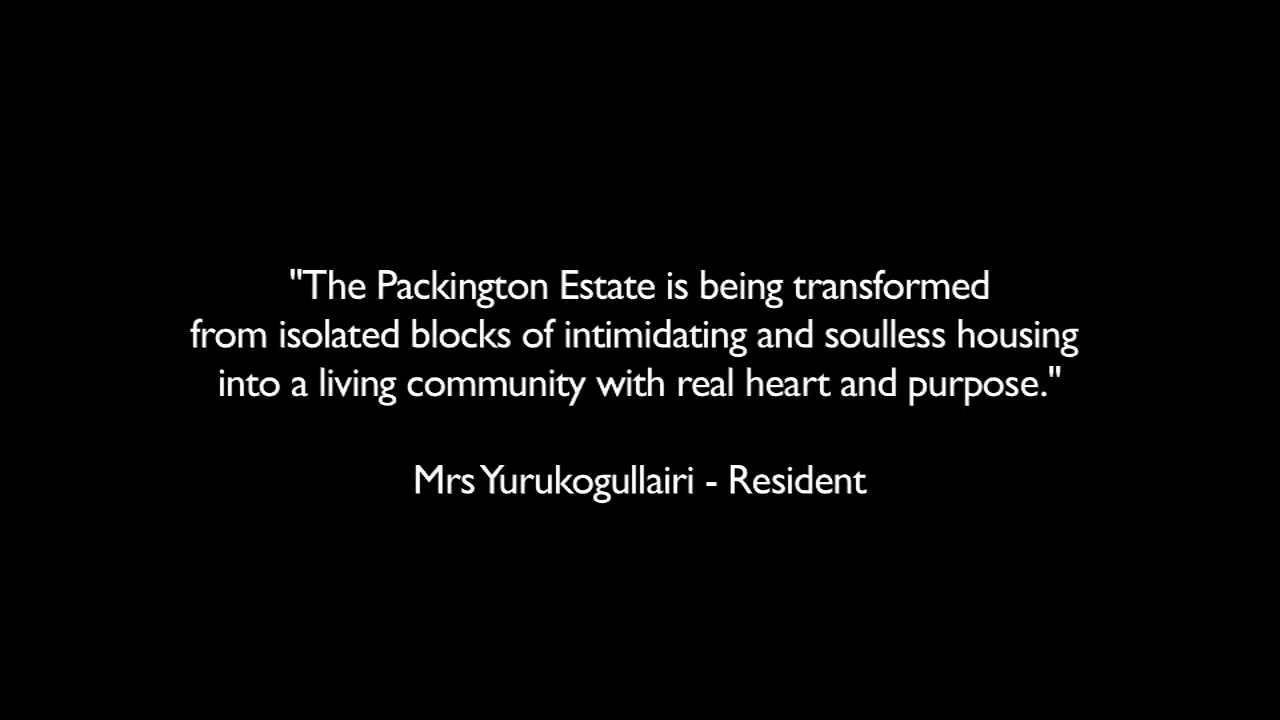 "The Packington Estate is being transformed
from isolated blocks of intimidating and soulless housing
into a living community with real heart and purpose."
Mrs Yurukogullairi - Resident